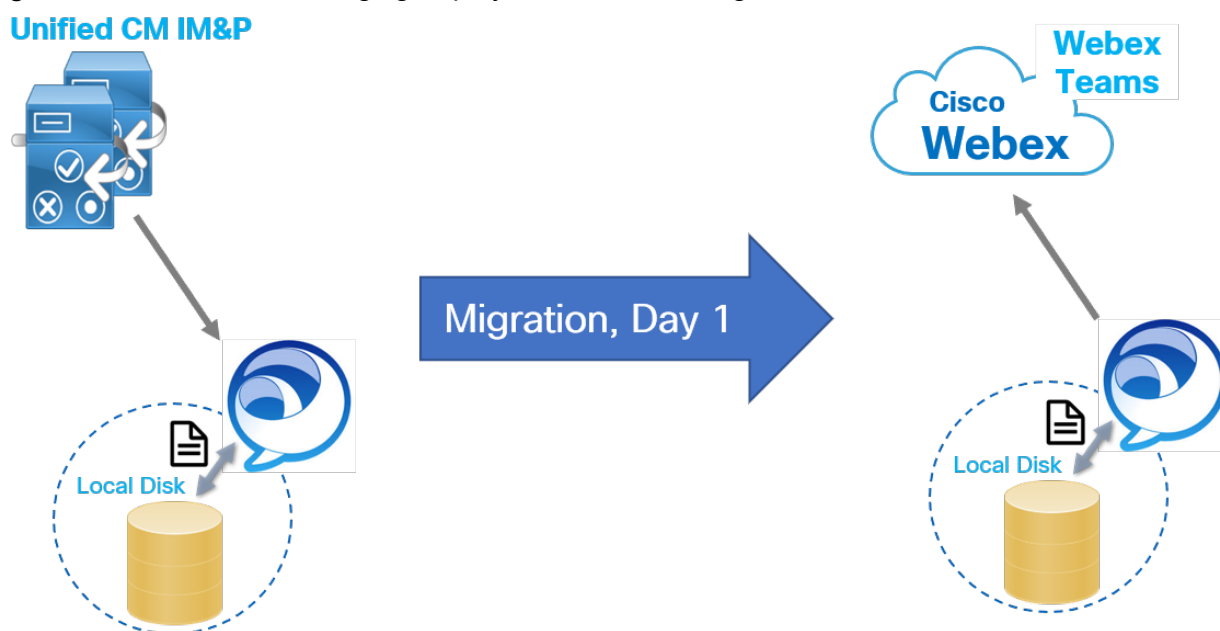 Unified CM IM&P
Webex
Teams
Cisco
Webex
Migration, Day 1
Local Disk
Local Disk